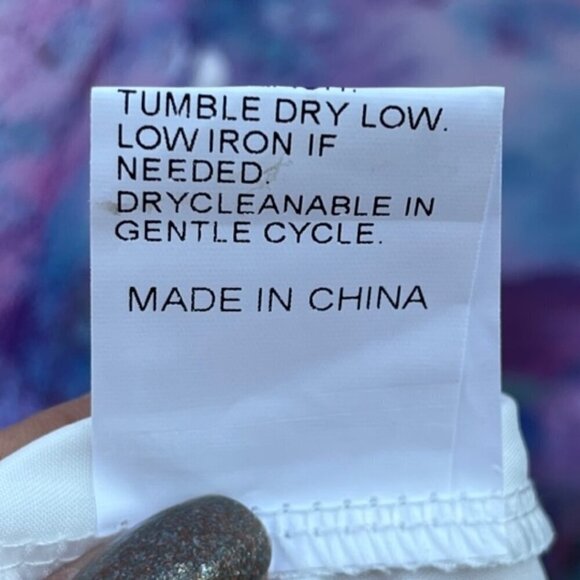 TUMBLE DRY LOW.
LOW IRON IF
NEEDED.
DRYCLEANABLE IN
GENTLE CYCLE.
MADE IN CHINA